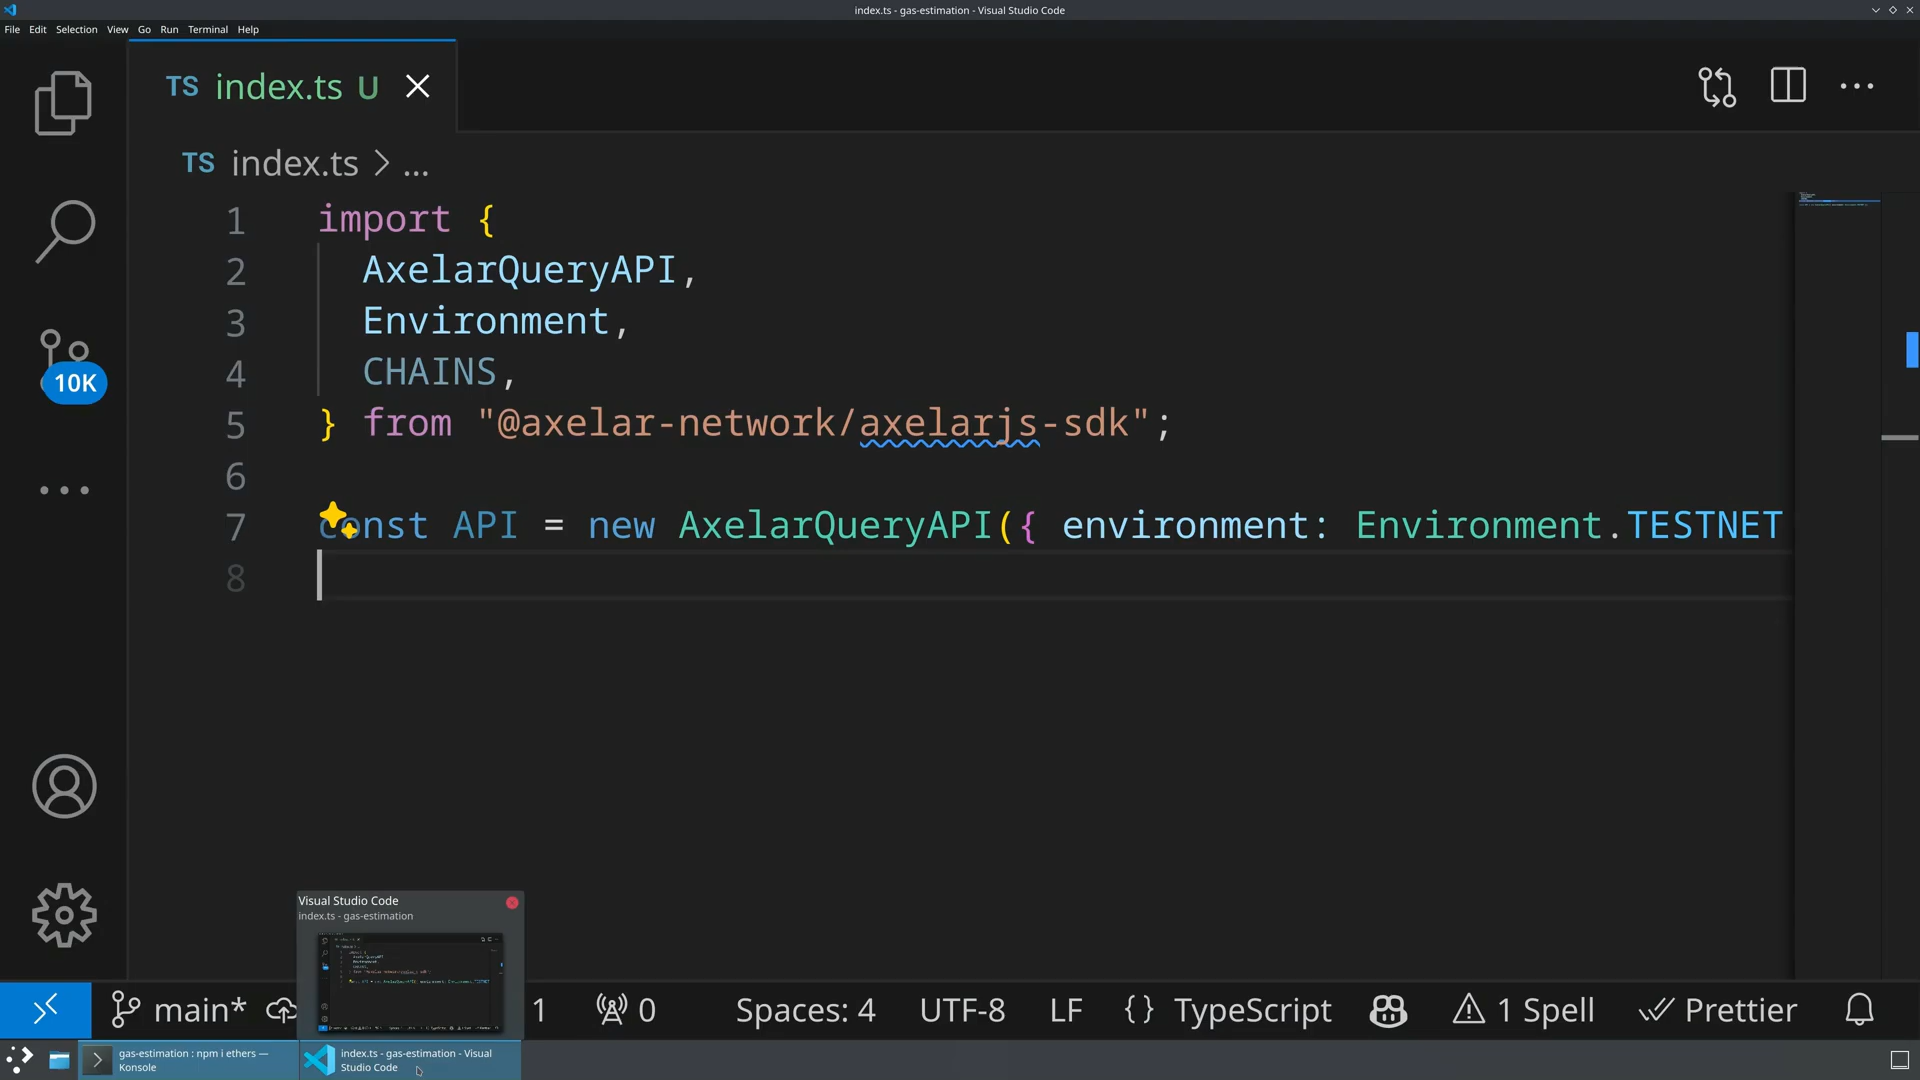 index.ts - gas-estimation - Visual Studio Code
File Edit Selection View Go Run Terminal Help
TS index.ts U
TS index.ts > ...
1 import {
2 AxelarQueryAPI,
3 Environment,
4 CHAINS,
5 } from "@axelar-network/axelarjs-sdk";
6
7 const API = new AxelarQueryAPI({ environment: Environment.TESTNET
8
10K
Visual Studio Code
index.ts - gas-estimation
main* 1 0 Spaces: 4 UTF-8 LF {} TypeScript 1 Spell Prettier
gas-estimation : npm i ethers —
Konsole
index.ts - gas-estimation - Visual
Studio Code